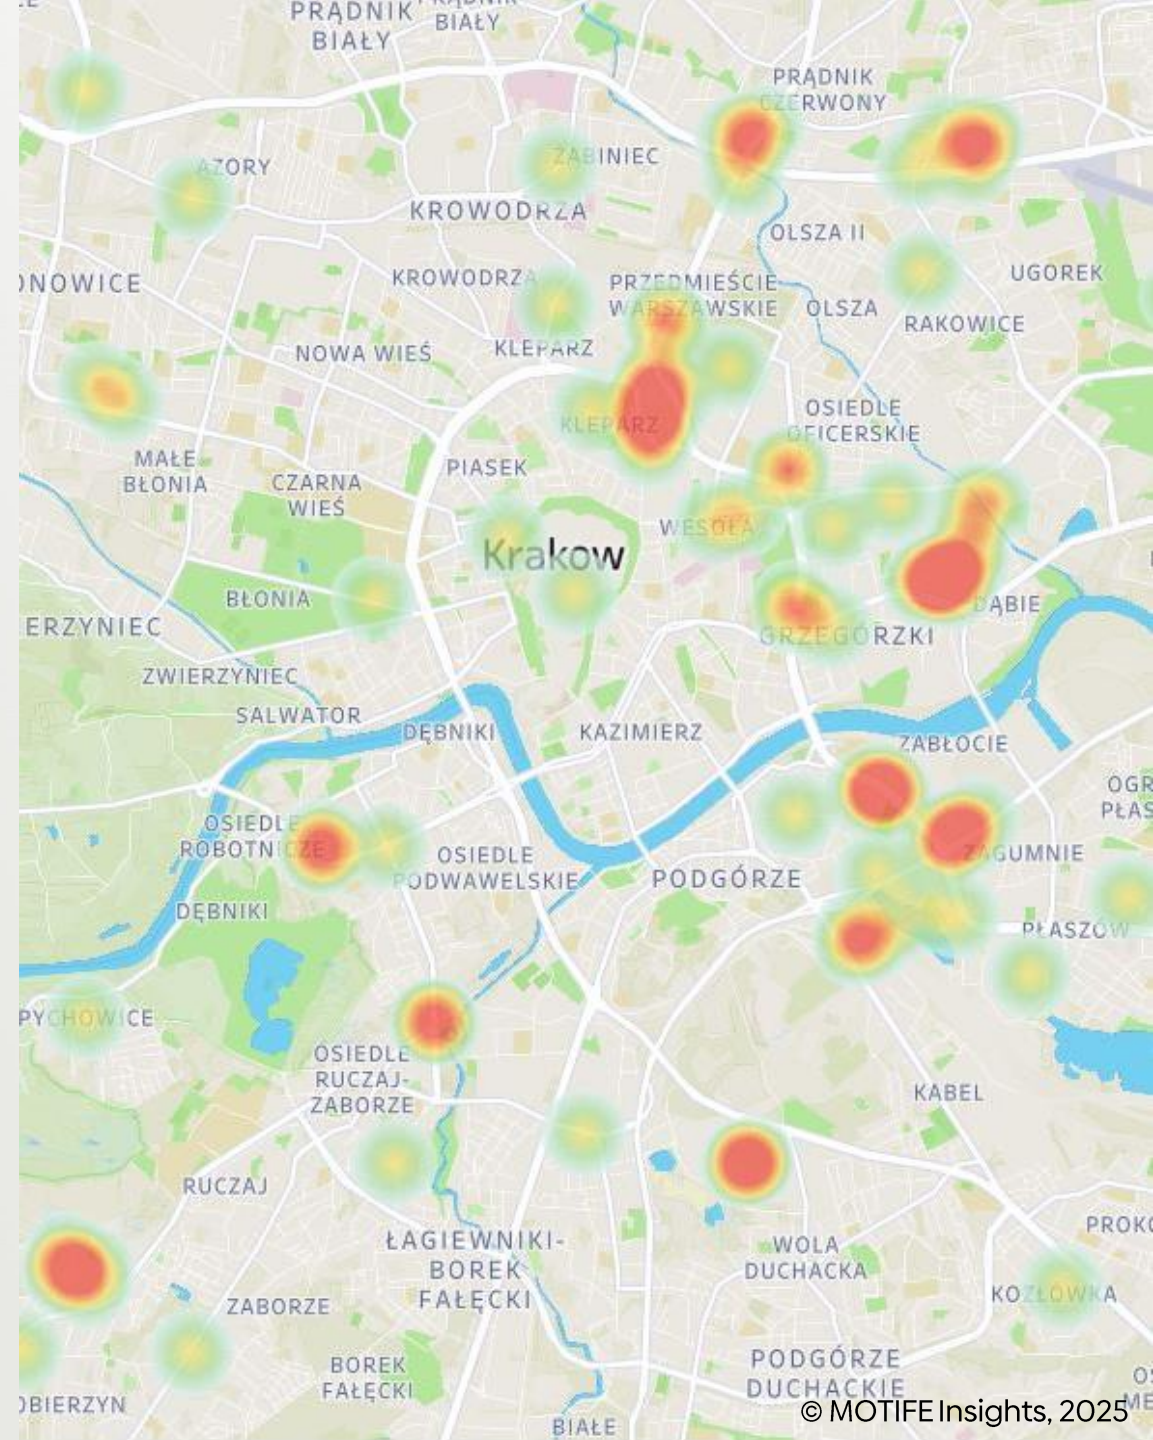 PRĄDNIK
BIAŁY
BIAŁY
PRĄDNIK
CZERWONY
AZORY
ŻABINIEC
KROWODRZA
OLSZA II
KROWODRZA
PRZEDMIEŚCIE
WARSZAWSKIE
UGOREK
ONOWICE
OLSZA
RAKOWICE
NOWA WIEŚ
KLEPARZ
OSIEDLE
OFICERSKIE
KLEPARZ
MAŁE
BŁONIA
PIASEK
CZARNA
WIEŚ
WESOŁA
Krakow
BŁONIA
DĄBIE
ERZYNIEC
GRZEGÓRZKI
ZWIERZYNIEC
SALWATOR
DĘBNIKI
KAZIMIERZ
ZABŁOCIE
OGR
PŁAS
OSIEDLE
ROBOTNICZE
OSIEDLE
PODWAWELSKIE
ZAGUMNIE
PODGÓRZE
DĘBNIKI
PŁASZÓW
PYCHOWICE
OSIEDLE
RUCZAJ-
ZABORZE
KABEL
RUCZAJ
ŁAGIEWNIKI-
BOREK
FAŁĘCKI
WOLA
DUCHACKA
PROKO
KOZŁÓWKA
ZABORZE
BOREK
FAŁĘCKI
PODGÓRZE
DUCHACKIE
OBIERZYN
BIAŁE
© MOTIFE Insights, 2025